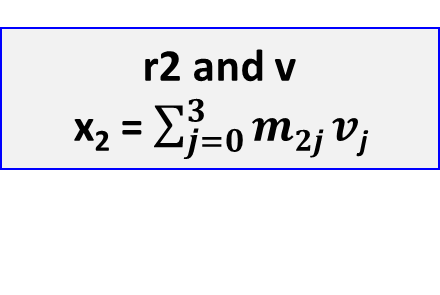 r2 and v
x₂ = ∑³ⱼ₌₀ m₂ⱼ vⱼ